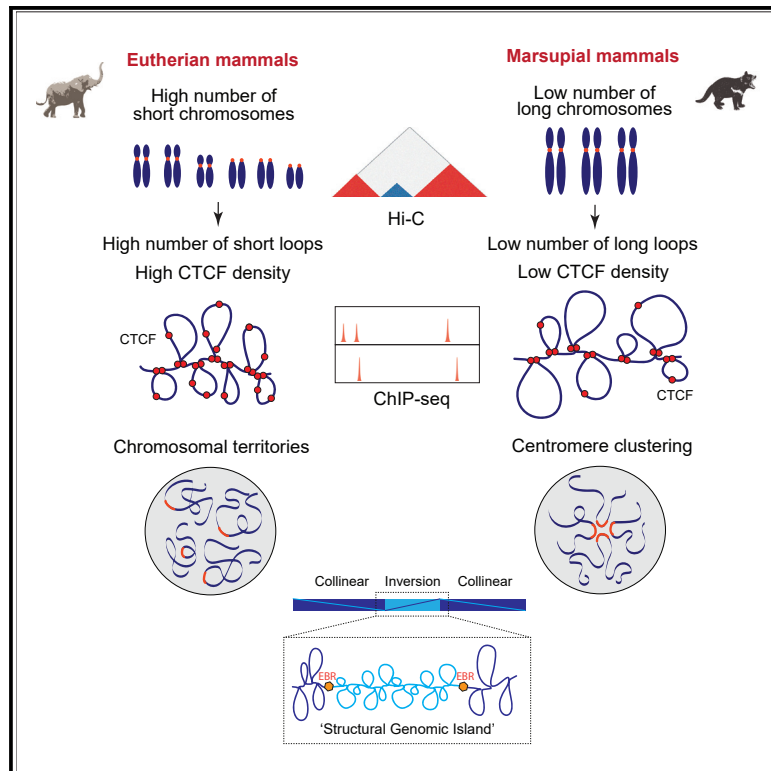 Eutherian mammals
High number of
short chromosomes
High number of short loops
High CTCF density
CTCF
Chromosomal territories
Hi-C
ChIP-seq
Marsupial mammals
Low number of
long chromosomes
Low number of long loops
Low CTCF density
CTCF
Centromere clustering
Collinear Inversion Collinear
EBR EBR
'Structural Genomic Island'